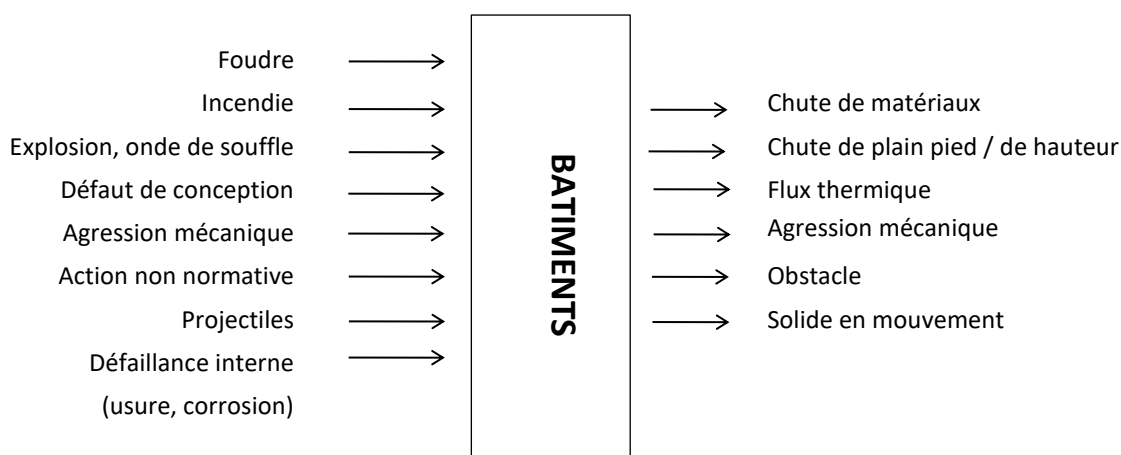 Foudre
Incendie
Explosion, onde de souffle
Défaut de conception
Agression mécanique
Action non normative
Projectiles
Défaillance interne
(usure, corrosion)
BATIMENTS
Chute de matériaux
Chute de plain pied / de hauteur
Flux thermique
Agression mécanique
Obstacle
Solide en mouvement